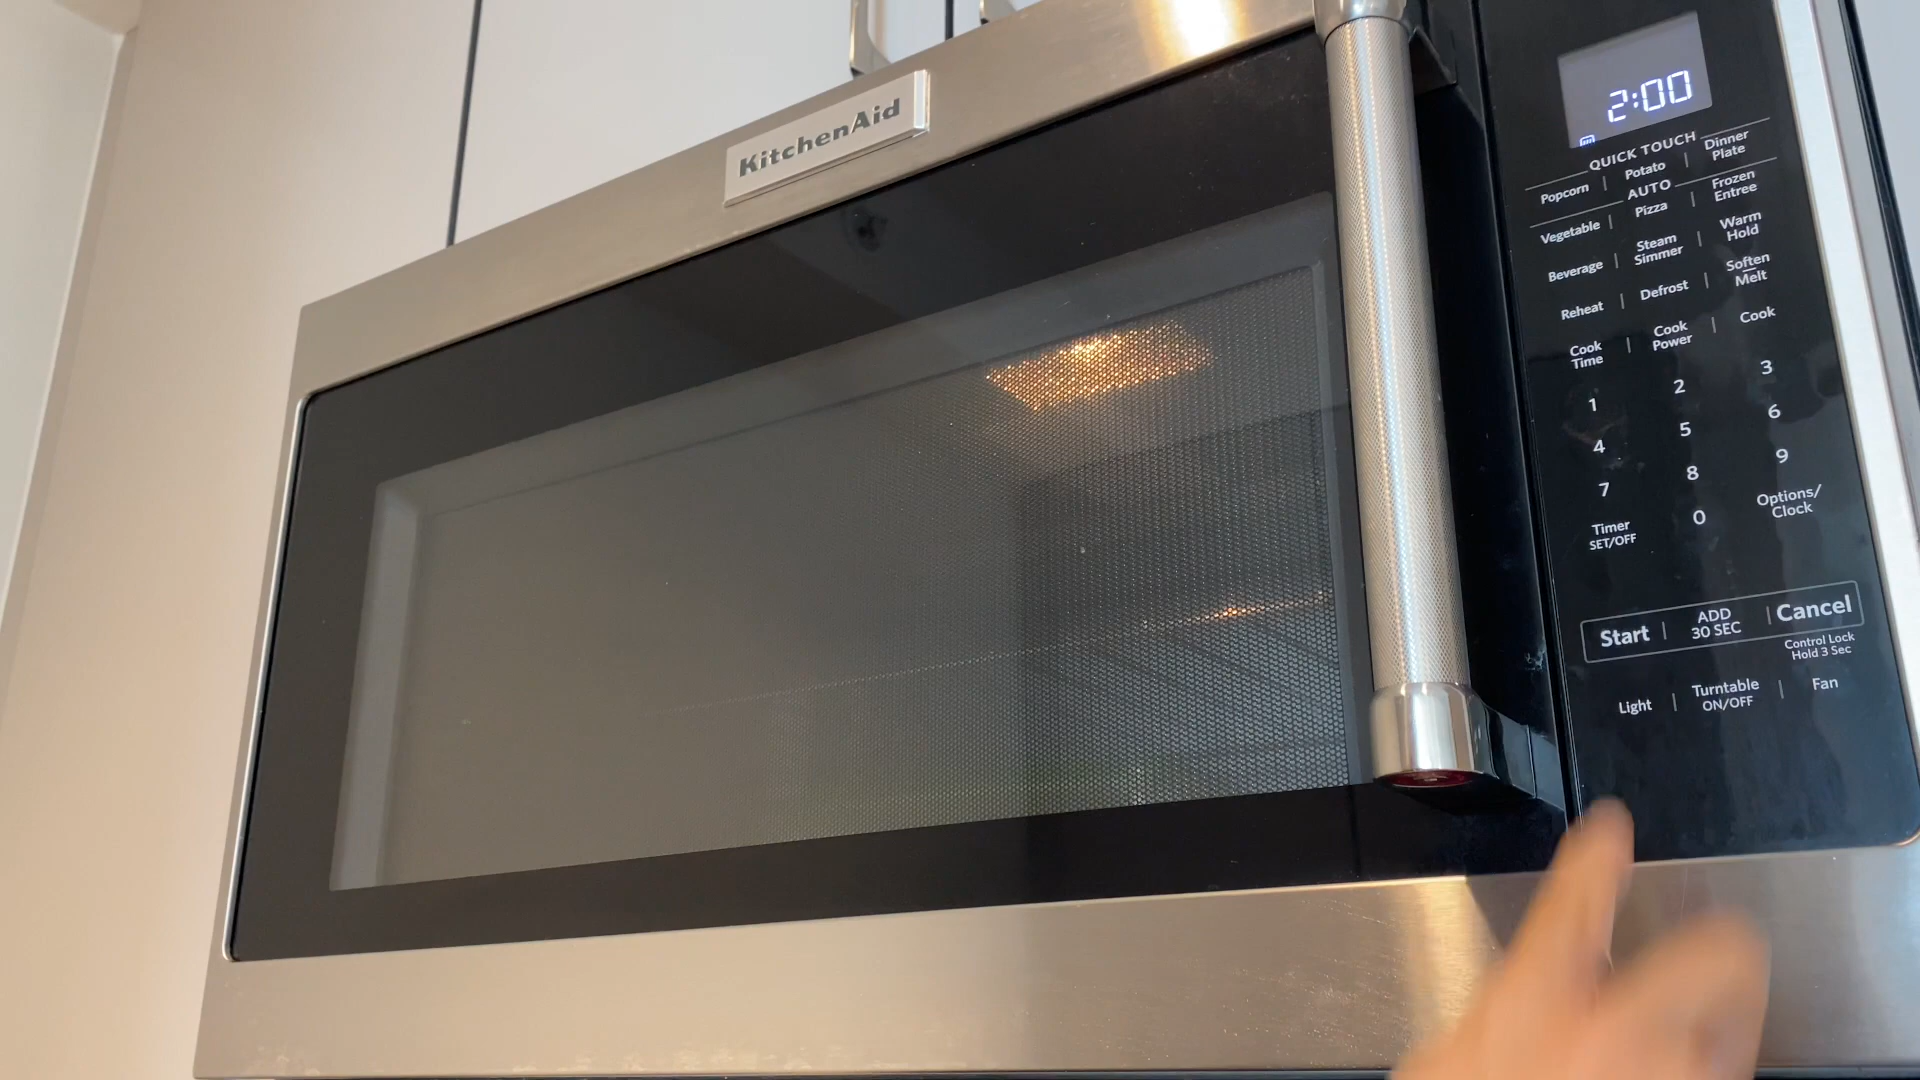 KitchenAid
2:00
QUICK TOUCH
Popcorn
Potato
Dinner
Plate
AUTO
Vegetable
Pizza
Frozen
Entree
Beverage
Steam
Simmer
Warm
Hold
Reheat
Defrost
Soften
Melt
Cook
Time
Cook
Power
Cook
1 2 3
4 5 6
7 8 9
Timer
SET/OFF
0
Options/
Clock
Start
ADD
30 SEC
Cancel
Control Lock
Hold 3 Sec
Light
Turntable
ON/OFF
Fan